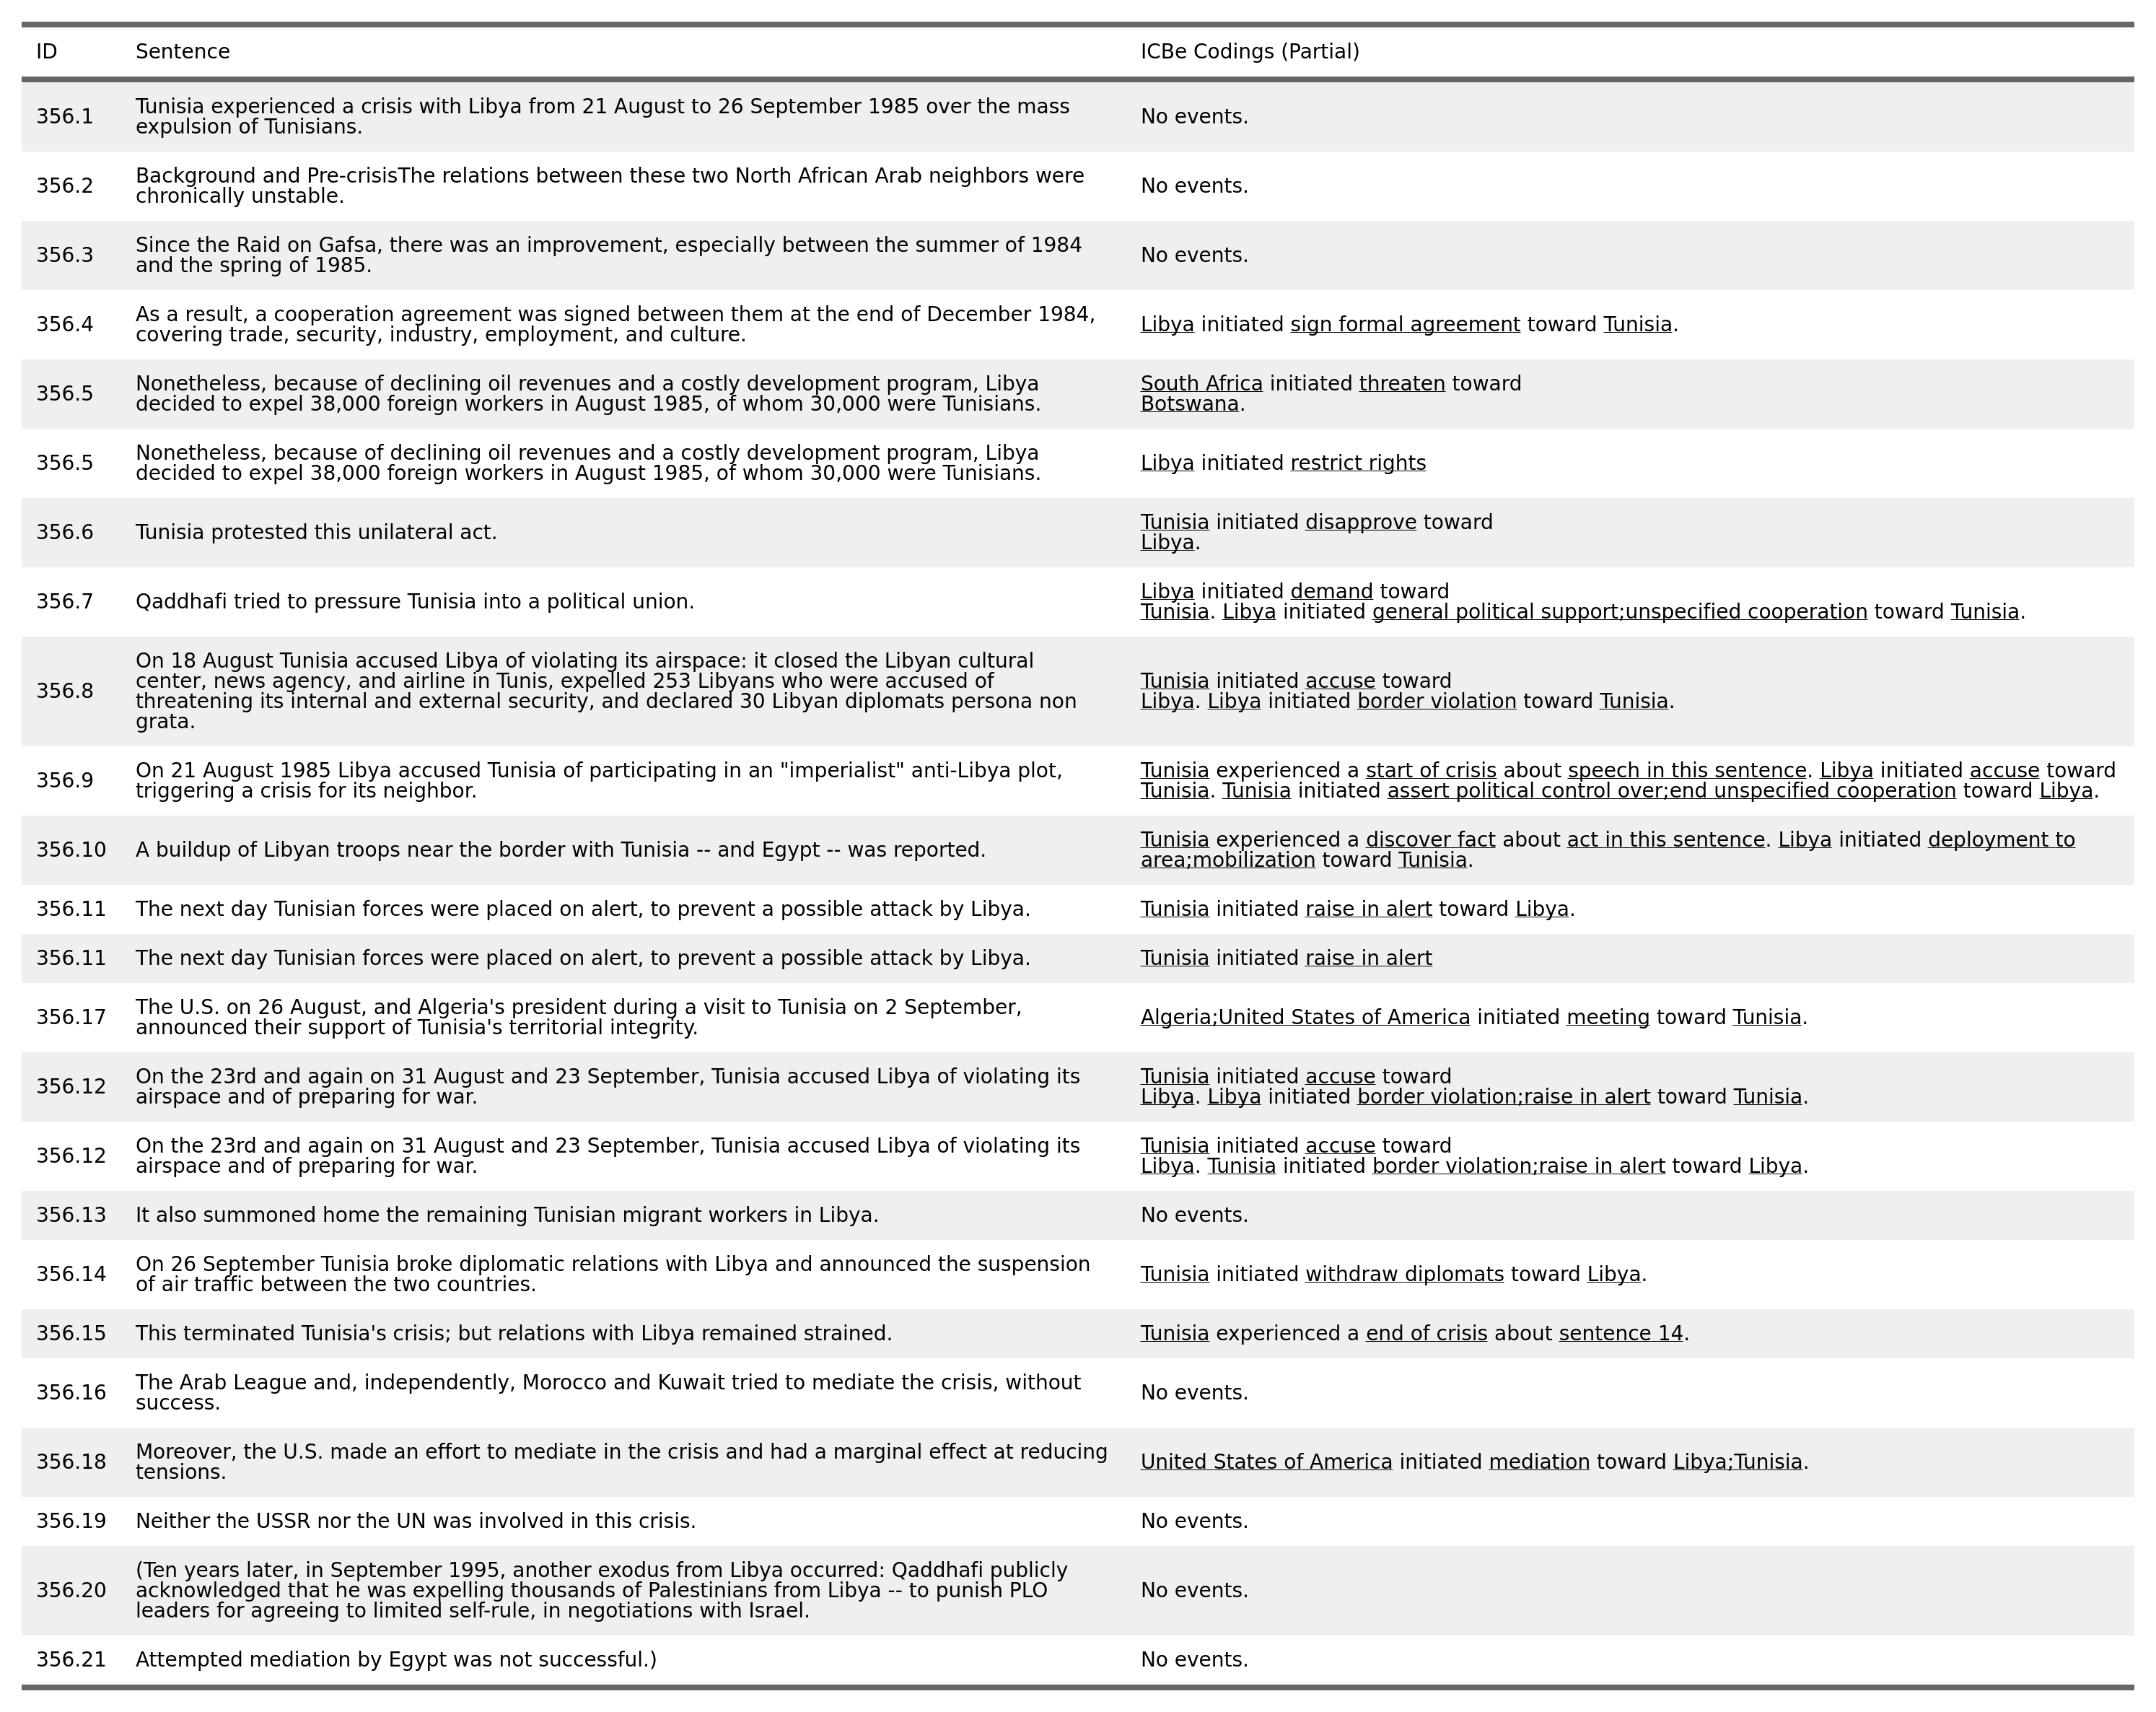 ID Sentence ICBe Codings (Partial)
356.1 Tunisia experienced a crisis with Libya from 21 August to 26 September 1985 over the mass
expulsion of Tunisians. No events.
356.2 Background and Pre-crisisThe relations between these two North African Arab neighbors were
chronically unstable. No events.
356.3 Since the Raid on Gafsa, there was an improvement, especially between the summer of 1984
and the spring of 1985. No events.
356.4 As a result, a cooperation agreement was signed between them at the end of December 1984,
covering trade, security, industry, employment, and culture. Libya initiated sign formal agreement toward Tunisia.
356.5 Nonetheless, because of declining oil revenues and a costly development program, Libya
decided to expel 38,000 foreign workers in August 1985, of whom 30,000 were Tunisians.
South Africa initiated threaten toward
Botswana.
356.5 Nonetheless, because of declining oil revenues and a costly development program, Libya
decided to expel 38,000 foreign workers in August 1985, of whom 30,000 were Tunisians. Libya initiated restrict rights
356.6 Tunisia protested this unilateral act.
Tunisia initiated disapprove toward
Libya.
356.7 Qaddhafi tried to pressure Tunisia into a political union.
Libya initiated demand toward
Tunisia. Libya initiated general political support;unspecified cooperation toward Tunisia.
356.8 On 18 August Tunisia accused Libya of violating its airspace: it closed the Libyan cultural
center, news agency, and airline in Tunis, expelled 253 Libyans who were accused of
threatening its internal and external security, and declared 30 Libyan diplomats persona non
grata.
Tunisia initiated accuse toward
Libya. Libya initiated border violation toward Tunisia.
356.9 On 21 August 1985 Libya accused Tunisia of participating in an "imperialist" anti-Libya plot,
triggering a crisis for its neighbor.
Tunisia experienced a start of crisis about speech in this sentence. Libya initiated accuse toward
Tunisia. Tunisia initiated assert political control over;end unspecified cooperation toward Libya.
356.10 A buildup of Libyan troops near the border with Tunisia -- and Egypt -- was reported.
Tunisia experienced a discover fact about act in this sentence. Libya initiated deployment to
area;mobilization toward Tunisia.
356.11 The next day Tunisian forces were placed on alert, to prevent a possible attack by Libya. Tunisia initiated raise in alert toward Libya.
356.11 The next day Tunisian forces were placed on alert, to prevent a possible attack by Libya. Tunisia initiated raise in alert
356.17 The U.S. on 26 August, and Algeria's president during a visit to Tunisia on 2 September,
announced their support of Tunisia's territorial integrity. Algeria;United States of America initiated meeting toward Tunisia.
356.12 On the 23rd and again on 31 August and 23 September, Tunisia accused Libya of violating its
airspace and of preparing for war.
Tunisia initiated accuse toward
Libya. Libya initiated border violation;raise in alert toward Tunisia.
356.12 On the 23rd and again on 31 August and 23 September, Tunisia accused Libya of violating its
airspace and of preparing for war.
Tunisia initiated accuse toward
Libya. Tunisia initiated border violation;raise in alert toward Libya.
356.13 It also summoned home the remaining Tunisian migrant workers in Libya. No events.
356.14 On 26 September Tunisia broke diplomatic relations with Libya and announced the suspension
of air traffic between the two countries. Tunisia initiated withdraw diplomats toward Libya.
356.15 This terminated Tunisia's crisis; but relations with Libya remained strained. Tunisia experienced a end of crisis about sentence 14.
356.16 The Arab League and, independently, Morocco and Kuwait tried to mediate the crisis, without
success. No events.
356.18 Moreover, the U.S. made an effort to mediate in the crisis and had a marginal effect at reducing
tensions. United States of America initiated mediation toward Libya;Tunisia.
356.19 Neither the USSR nor the UN was involved in this crisis. No events.
356.20 (Ten years later, in September 1995, another exodus from Libya occurred: Qaddhafi publicly
acknowledged that he was expelling thousands of Palestinians from Libya -- to punish PLO
leaders for agreeing to limited self-rule, in negotiations with Israel. No events.
356.21 Attempted mediation by Egypt was not successful.) No events.